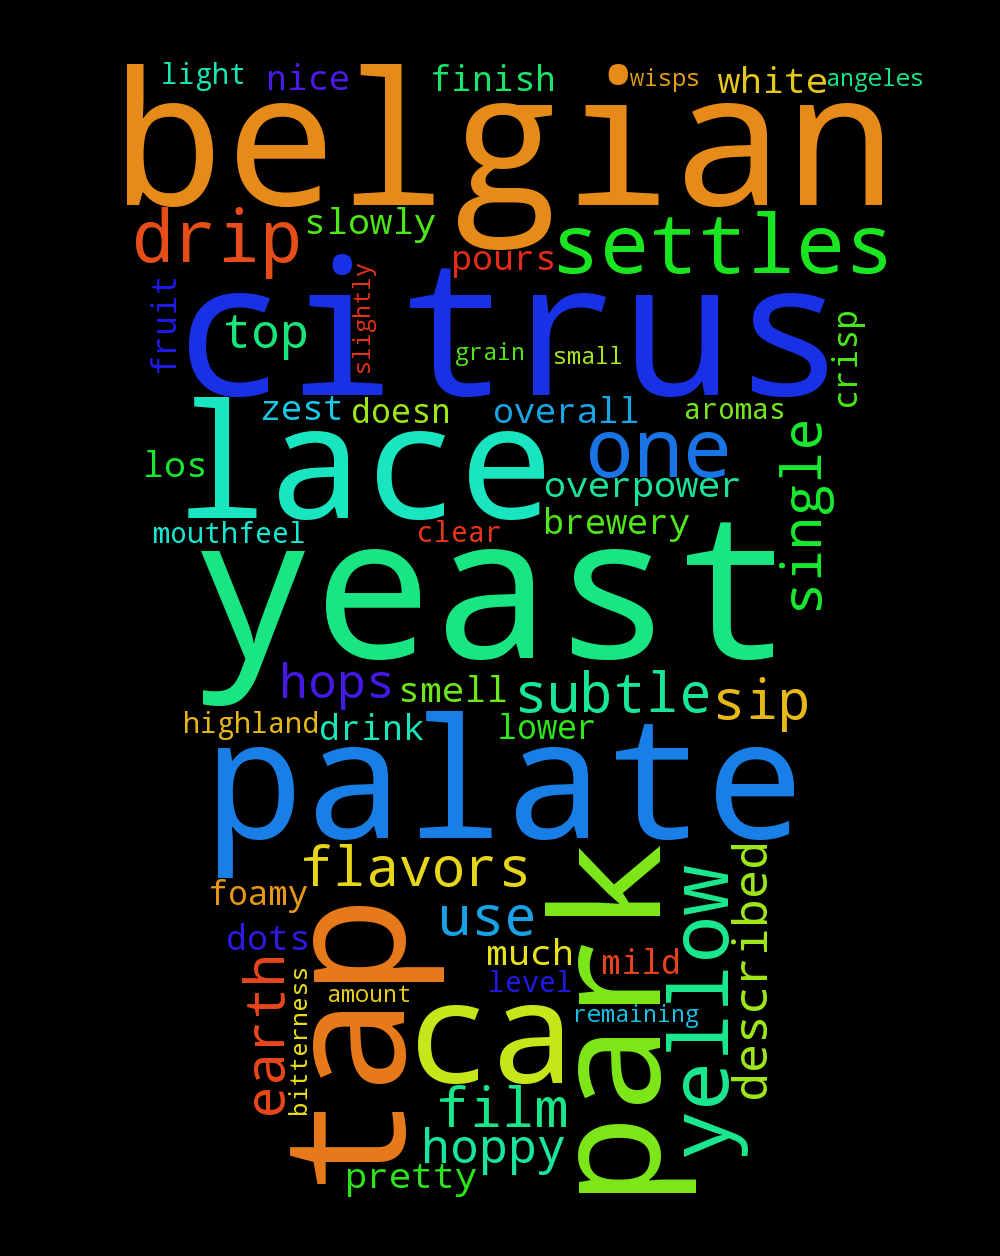 light nice finish wisps white angeles
belgian
drip slowly pours settles
citrus
fruit top slightly grain small crisp
zest doesn overall aromas
lace one
los overpower single
mouthfeel clear brewery
yeast
hops smell subtle sip
highland drink lower
palate
flavors
foamy use park yellow described
dots tap much mild
earth bitterness amount level remaining
ca
film
hoppy
pretty